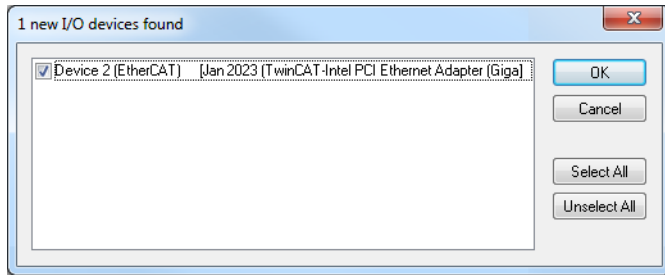 1 new I/O devices found
Device 2 (EtherCAT) [Jan 2023 (TwinCAT-Intel PCI Ethernet Adapter (Giga]
OK
Cancel
Select All
Unselect All